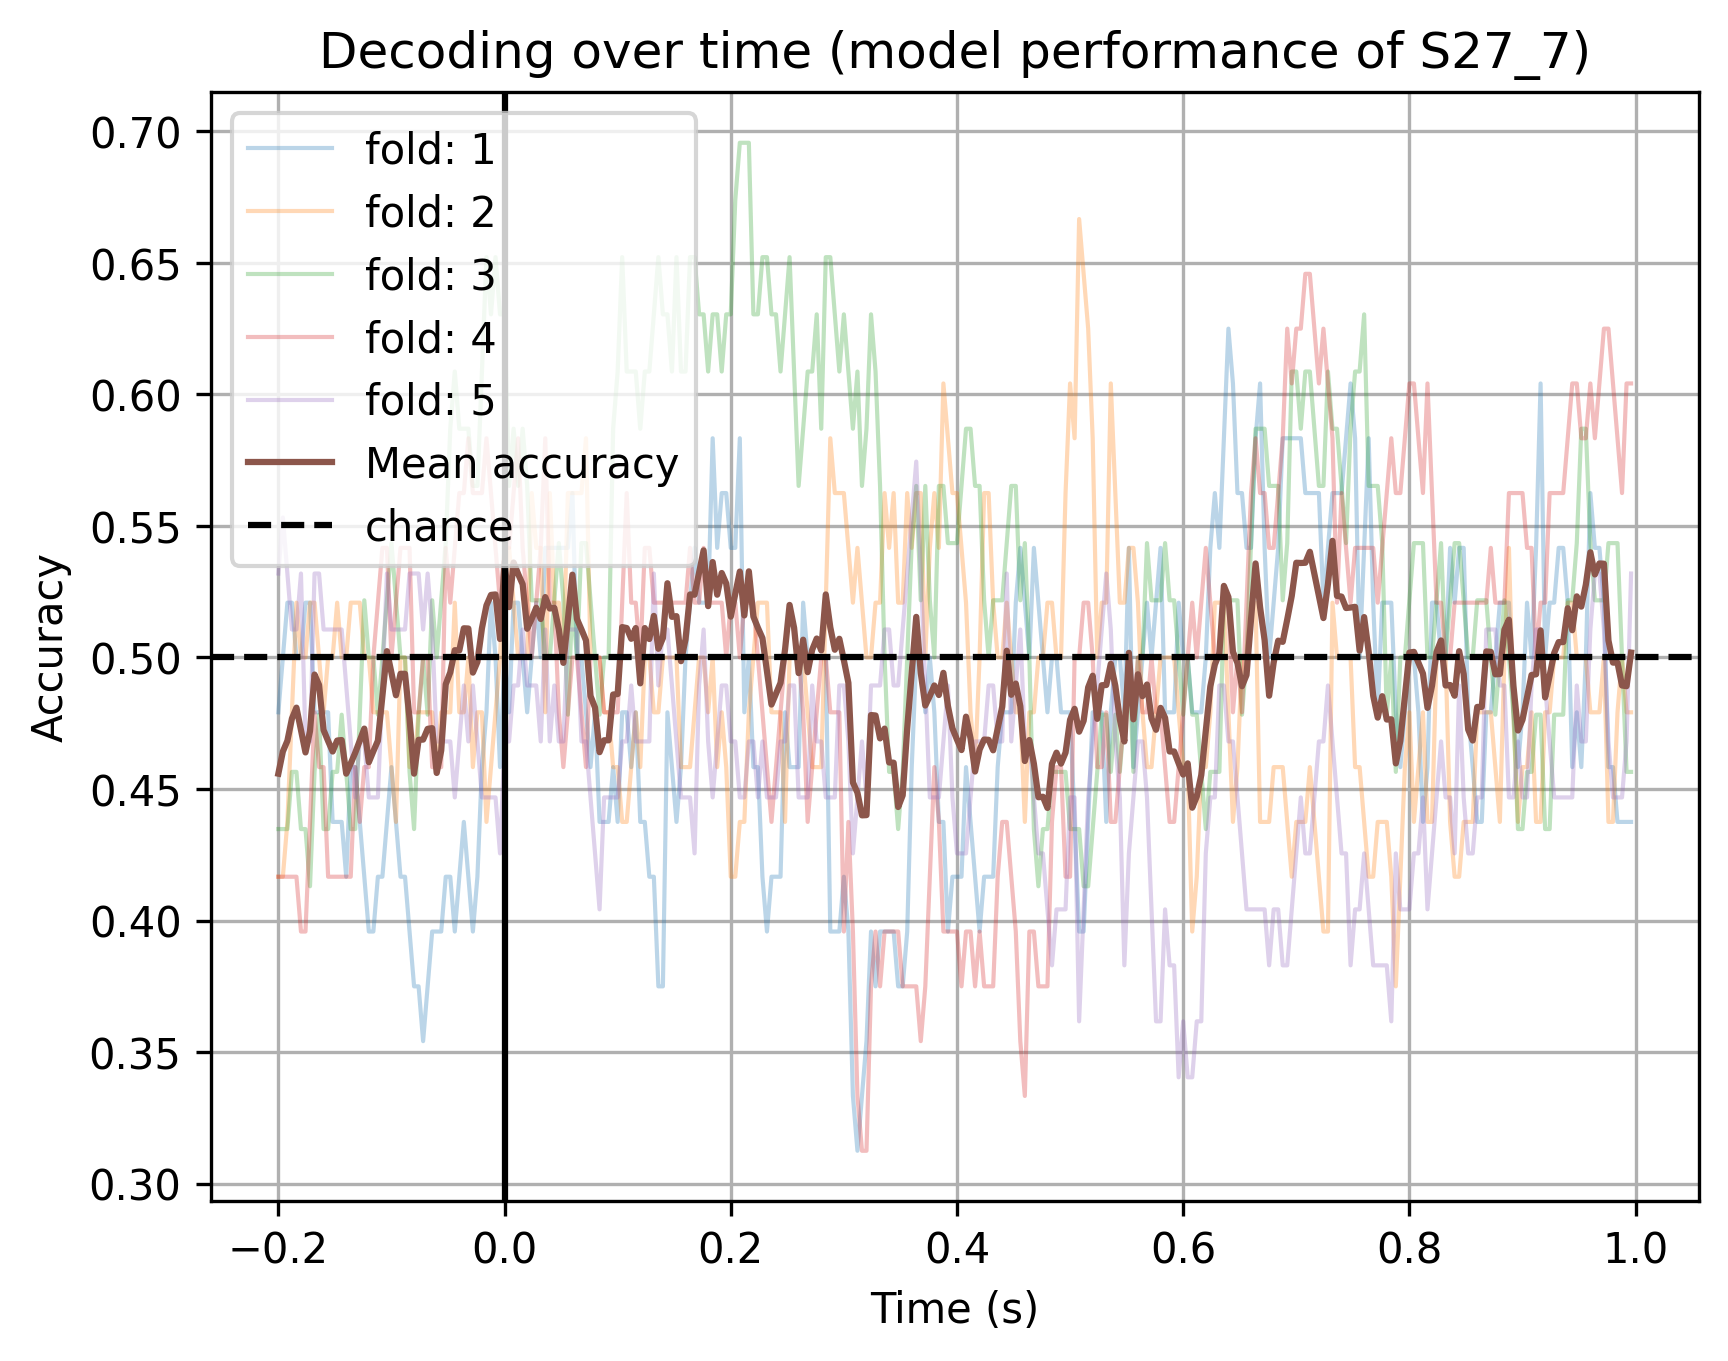 Decoding over time (model performance of S27_7)
0.70
0.65
0.60
0.55
0.50
0.45
0.40
0.35
0.30
Accuracy
fold: 1
fold: 2
fold: 3
fold: 4
fold: 5
Mean accuracy
chance
−0.2 0.0 0.2 0.4 0.6 0.8 1.0
Time (s)